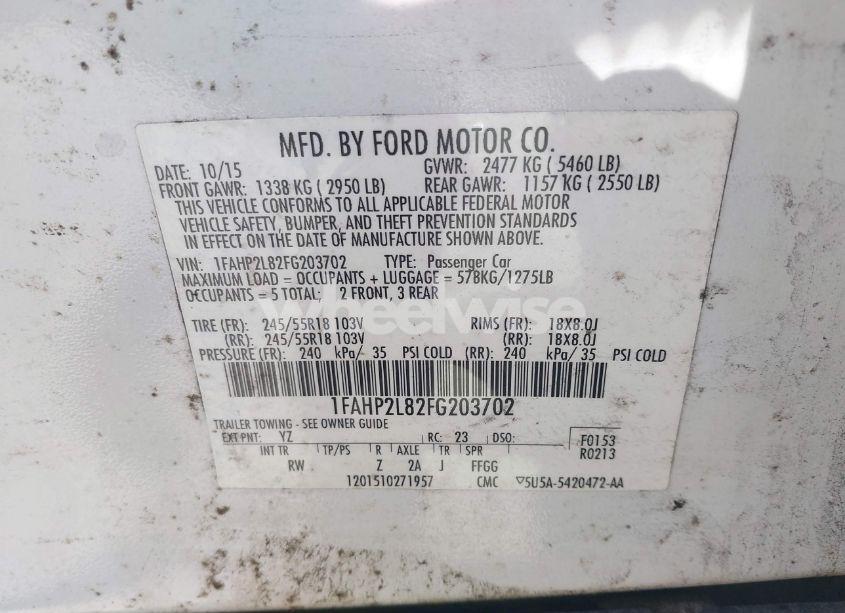 MFD. BY FORD MOTOR CO.
DATE: 10/15 GVWR: 2477 KG ( 5460 LB)
FRONT GAWR: 1338 KG ( 2950 LB) REAR GAWR: 1157 KG ( 2550 LB)
THIS VEHICLE CONFORMS TO ALL APPLICABLE FEDERAL MOTOR
VEHICLE SAFETY, BUMPER, AND THEFT PREVENTION STANDARDS
IN EFFECT ON THE DATE OF MANUFACTURE SHOWN ABOVE.
VIN: 1FAHP2L82FG203702 TYPE: Passenger Car
MAXIMUM LOAD = OCCUPANTS + LUGGAGE = 578KG/1275LB
OCCUPANTS = 5 TOTAL; 2 FRONT, 3 REAR
wheelwise
TIRE (FR): 245/55R18 103V RIMS (FR): 18X8.0J
(RR): 245/55R18 103V (RR): 18X8.0J
PRESSURE (FR): 240 kPa/ 35 PSI COLD (RR): 240 kPa/ 35 PSI COLD
1FAHP2L82FG203702
TRAILER TOWING - SEE OWNER GUIDE
EXT PNT: YZ RC: 23 DSO: F0153
R0213
INT TR TP/PS R AXLE TR SPR
RW Z 2A J FFGG
1201510271957 CMC ▽5U5A-5420472-AA